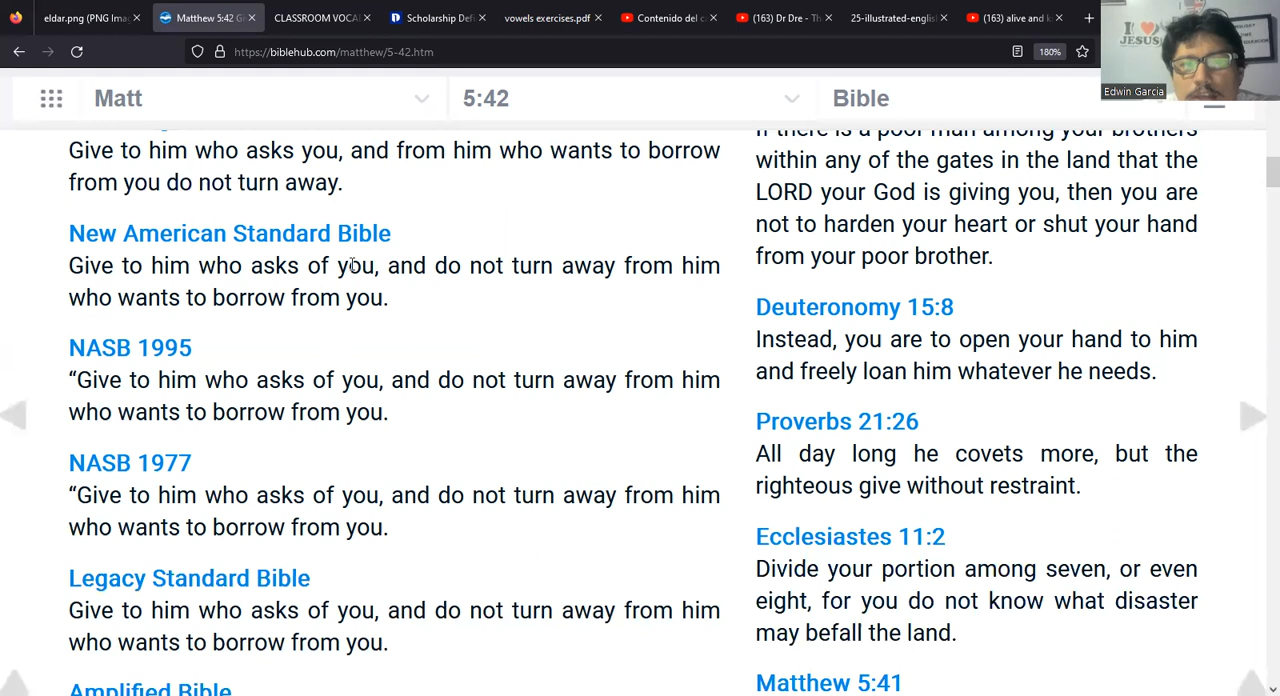 eldar.png (PNG Ima
Matthew 5:42 Gi
CLASSROOM VOCA
Scholarship Defi
vowels exercises.pdf
Contenido del c
(163) Dr Dre - Th
25-illustrated-englis
(163) alive and k
https://biblehub.com/matthew/5-42.htm
180%
I
JESUS
Edwin Garcia
Matt
5:42
Bible
Give to him who asks you, and from him who wants to borrow
from you do not turn away.
New American Standard Bible
Give to him who asks of you, and do not turn away from him
who wants to borrow from you.
NASB 1995
“Give to him who asks of you, and do not turn away from him
who wants to borrow from you.
NASB 1977
“Give to him who asks of you, and do not turn away from him
who wants to borrow from you.
Legacy Standard Bible
Give to him who asks of you, and do not turn away from him
who wants to borrow from you.
Amplified Bible
If there is a poor man among your brothers
within any of the gates in the land that the
LORD your God is giving you, then you are
not to harden your heart or shut your hand
from your poor brother.
Deuteronomy 15:8
Instead, you are to open your hand to him
and freely loan him whatever he needs.
Proverbs 21:26
All day long he covets more, but the
righteous give without restraint.
Ecclesiastes 11:2
Divide your portion among seven, or even
eight, for you do not know what disaster
may befall the land.
Matthew 5:41